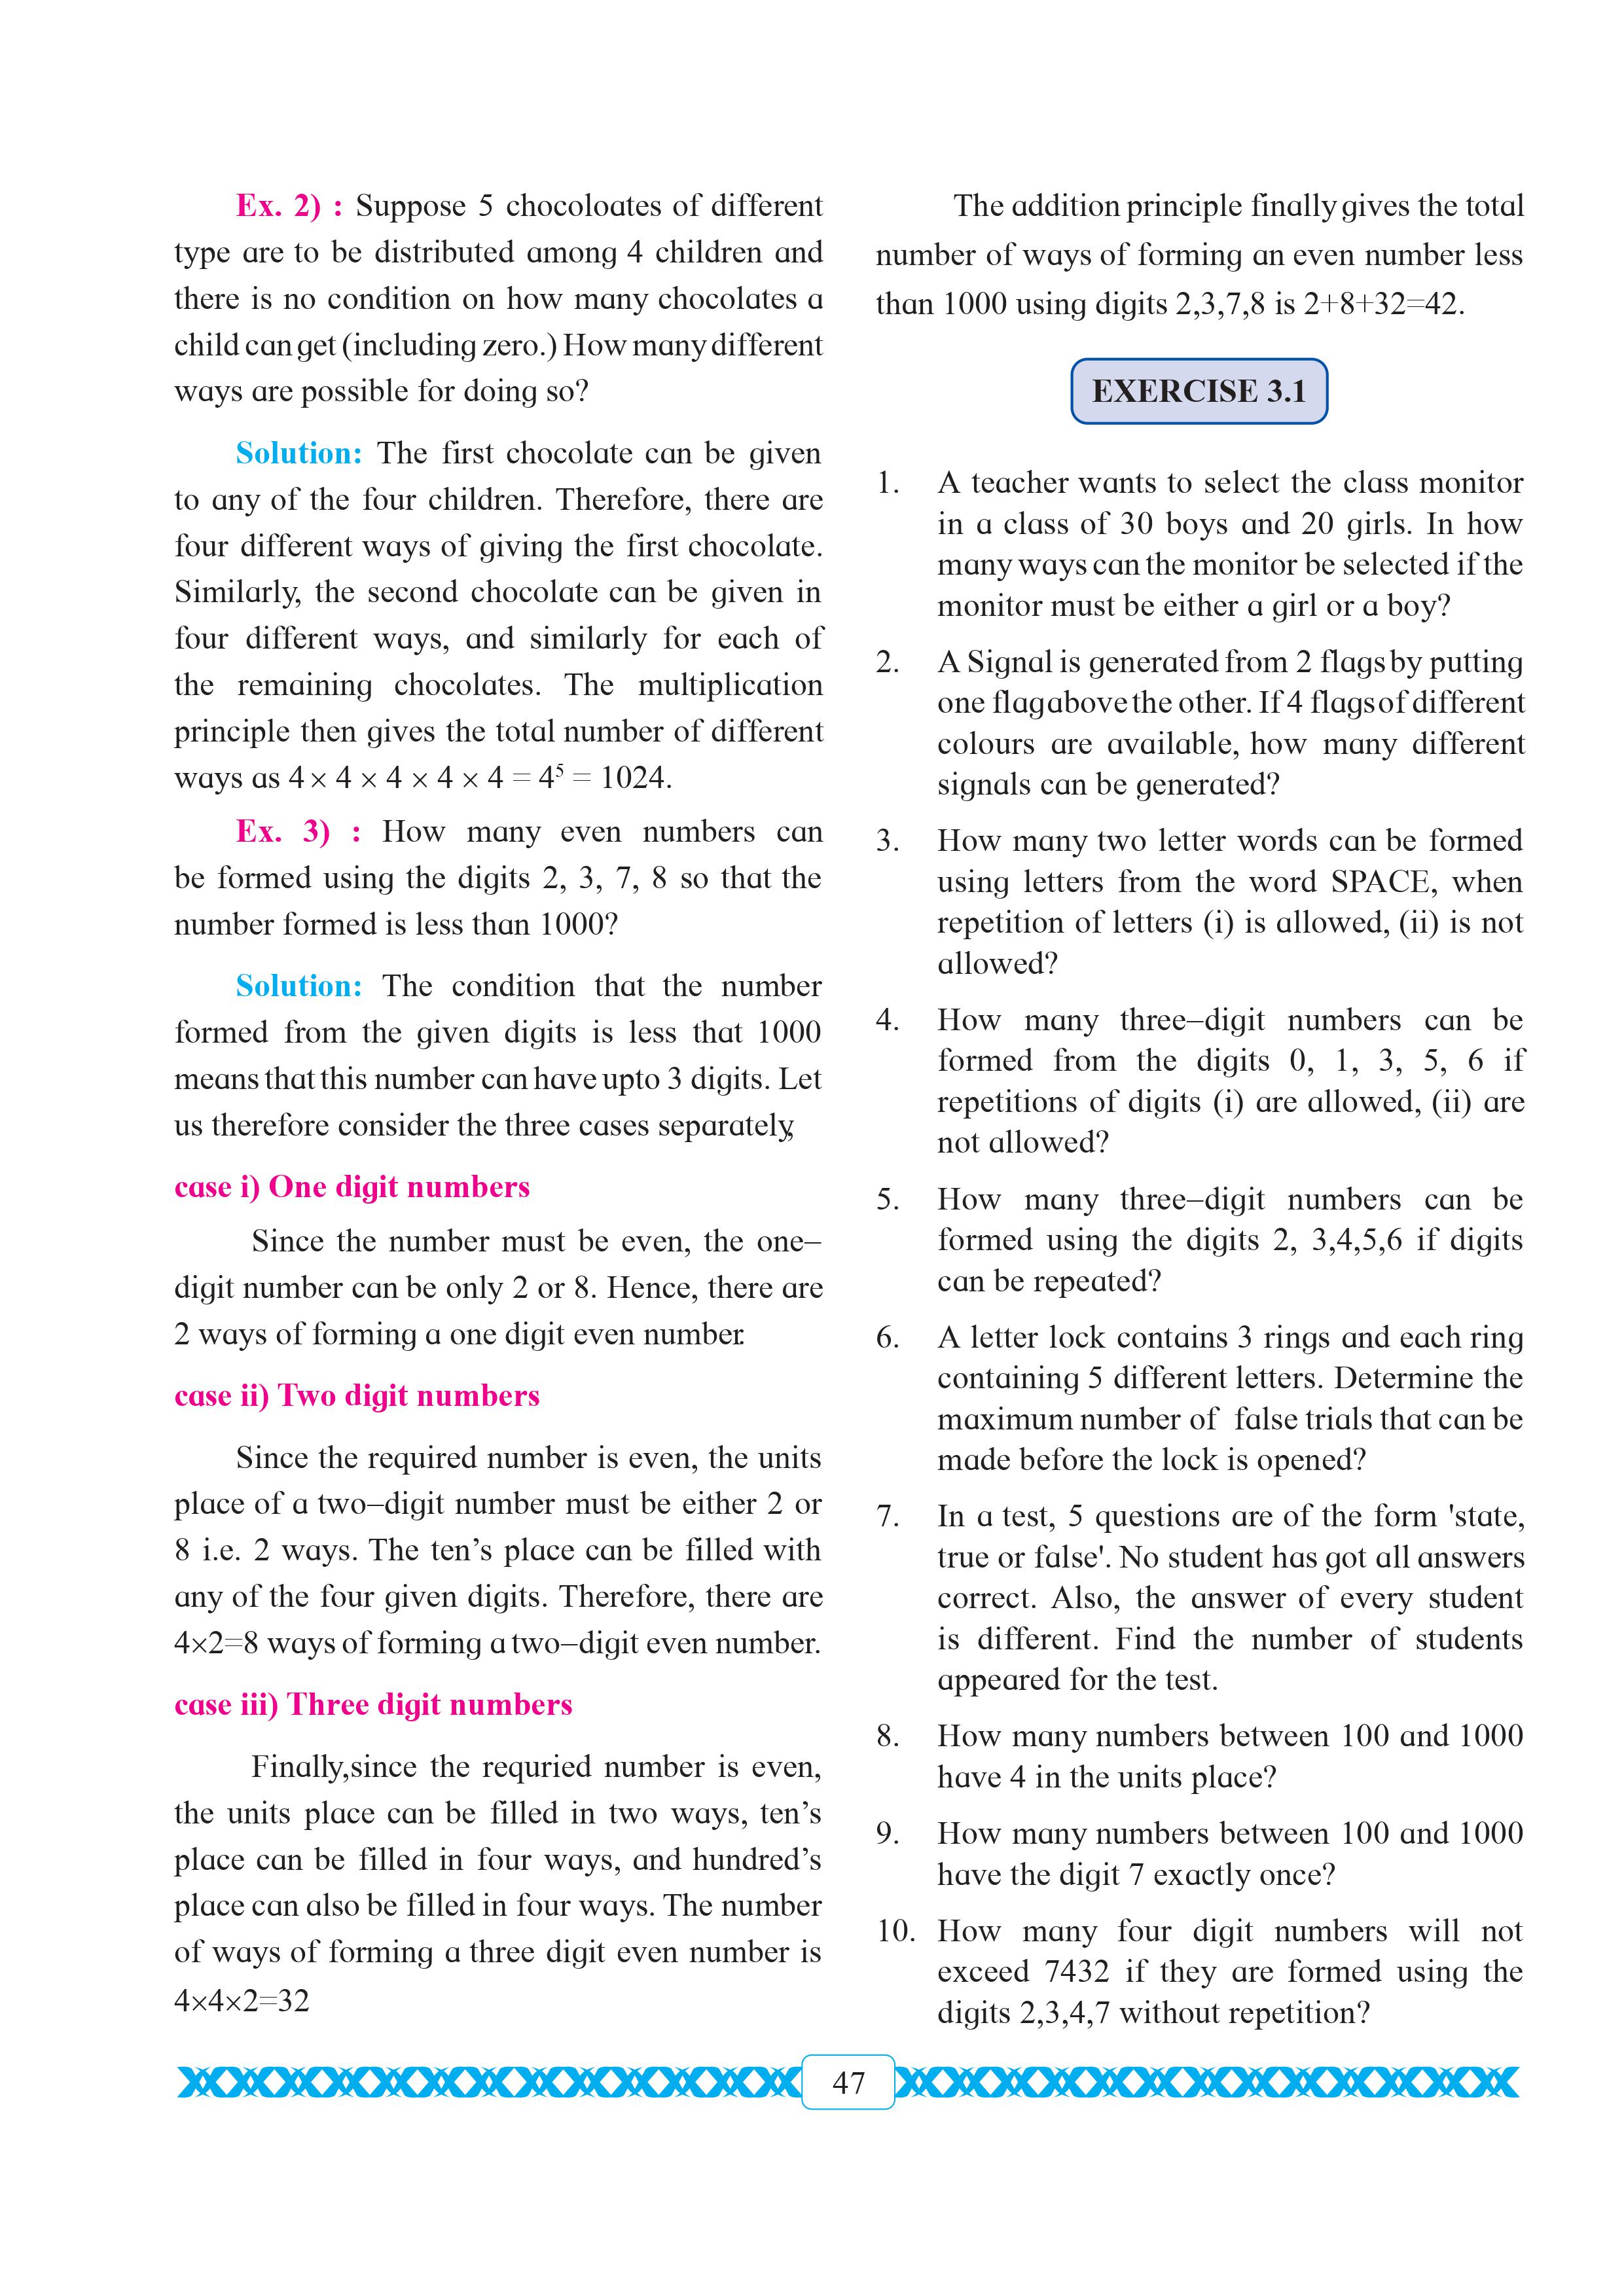 Ex. 2) : Suppose 5 chocoloates of different
type are to be distributed among 4 children and
there is no condition on how many chocolates a
child can get (including zero.) How many different
ways are possible for doing so?
Solution: The first chocolate can be given
to any of the four children. Therefore, there are
four different ways of giving the first chocolate.
Similarly, the second chocolate can be given in
four different ways, and similarly for each of
the remaining chocolates. The multiplication
principle then gives the total number of different
ways as 4 × 4 × 4 × 4 × 4 = 4⁵ = 1024.
Ex. 3) : How many even numbers can
be formed using the digits 2, 3, 7, 8 so that the
number formed is less than 1000?
Solution: The condition that the number
formed from the given digits is less that 1000
means that this number can have upto 3 digits. Let
us therefore consider the three cases separately,
case i) One digit numbers
Since the number must be even, the one–
digit number can be only 2 or 8. Hence, there are
2 ways of forming a one digit even number.
case ii) Two digit numbers
Since the required number is even, the units
place of a two–digit number must be either 2 or
8 i.e. 2 ways. The ten’s place can be filled with
any of the four given digits. Therefore, there are
4×2=8 ways of forming a two–digit even number.
case iii) Three digit numbers
Finally,since the requried number is even,
the units place can be filled in two ways, ten’s
place can be filled in four ways, and hundred’s
place can also be filled in four ways. The number
of ways of forming a three digit even number is
4×4×2=32
The addition principle finally gives the total
number of ways of forming an even number less
than 1000 using digits 2,3,7,8 is 2+8+32=42.
EXERCISE 3.1
1. A teacher wants to select the class monitor
in a class of 30 boys and 20 girls. In how
many ways can the monitor be selected if the
monitor must be either a girl or a boy?
2. A Signal is generated from 2 flags by putting
one flag above the other. If 4 flags of different
colours are available, how many different
signals can be generated?
3. How many two letter words can be formed
using letters from the word SPACE, when
repetition of letters (i) is allowed, (ii) is not
allowed?
4. How many three–digit numbers can be
formed from the digits 0, 1, 3, 5, 6 if
repetitions of digits (i) are allowed, (ii) are
not allowed?
5. How many three–digit numbers can be
formed using the digits 2, 3,4,5,6 if digits
can be repeated?
6. A letter lock contains 3 rings and each ring
containing 5 different letters. Determine the
maximum number of false trials that can be
made before the lock is opened?
7. In a test, 5 questions are of the form 'state,
true or false'. No student has got all answers
correct. Also, the answer of every student
is different. Find the number of students
appeared for the test.
8. How many numbers between 100 and 1000
have 4 in the units place?
9. How many numbers between 100 and 1000
have the digit 7 exactly once?
10. How many four digit numbers will not
exceed 7432 if they are formed using the
digits 2,3,4,7 without repetition?
47